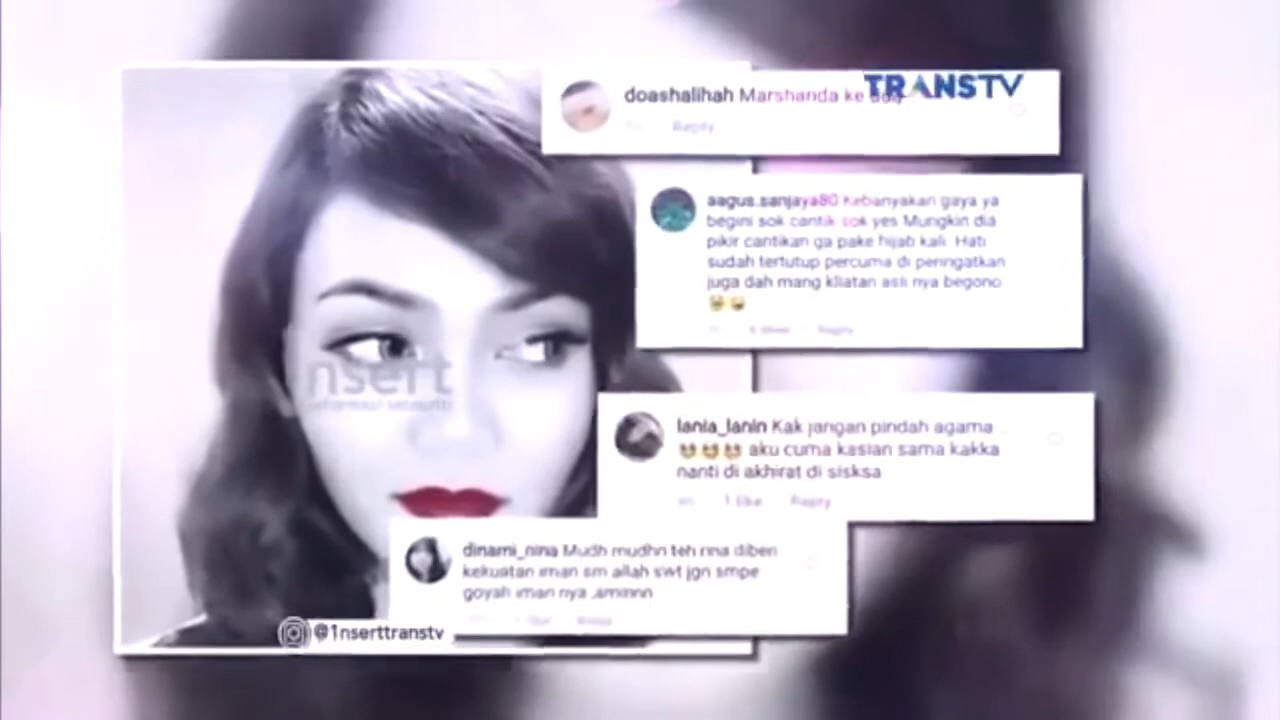 TRANSTV
doashalihah Marshanda ke
Reply
aagus.sanjaya80 Kebanyakan gaya ya
begini sok cantik sok yes Mungkin dia
pikir cantikan ga pake hijab kali. Hati
sudah tertutup percuma di peringatkan
juga dah mang kliatan asli nya begono
Reply
nsert
lania_lanin Kak jangan pindah agama
aku cuma kasian sama kakka
nanti di akhirat di sisksa
1 like Reply
dinami_nina Mudh mudhn teh rina diberi
kekuatan iman sm allah swt jgn smpe
goyah iman nya ,aminnn
@1nserttranstv